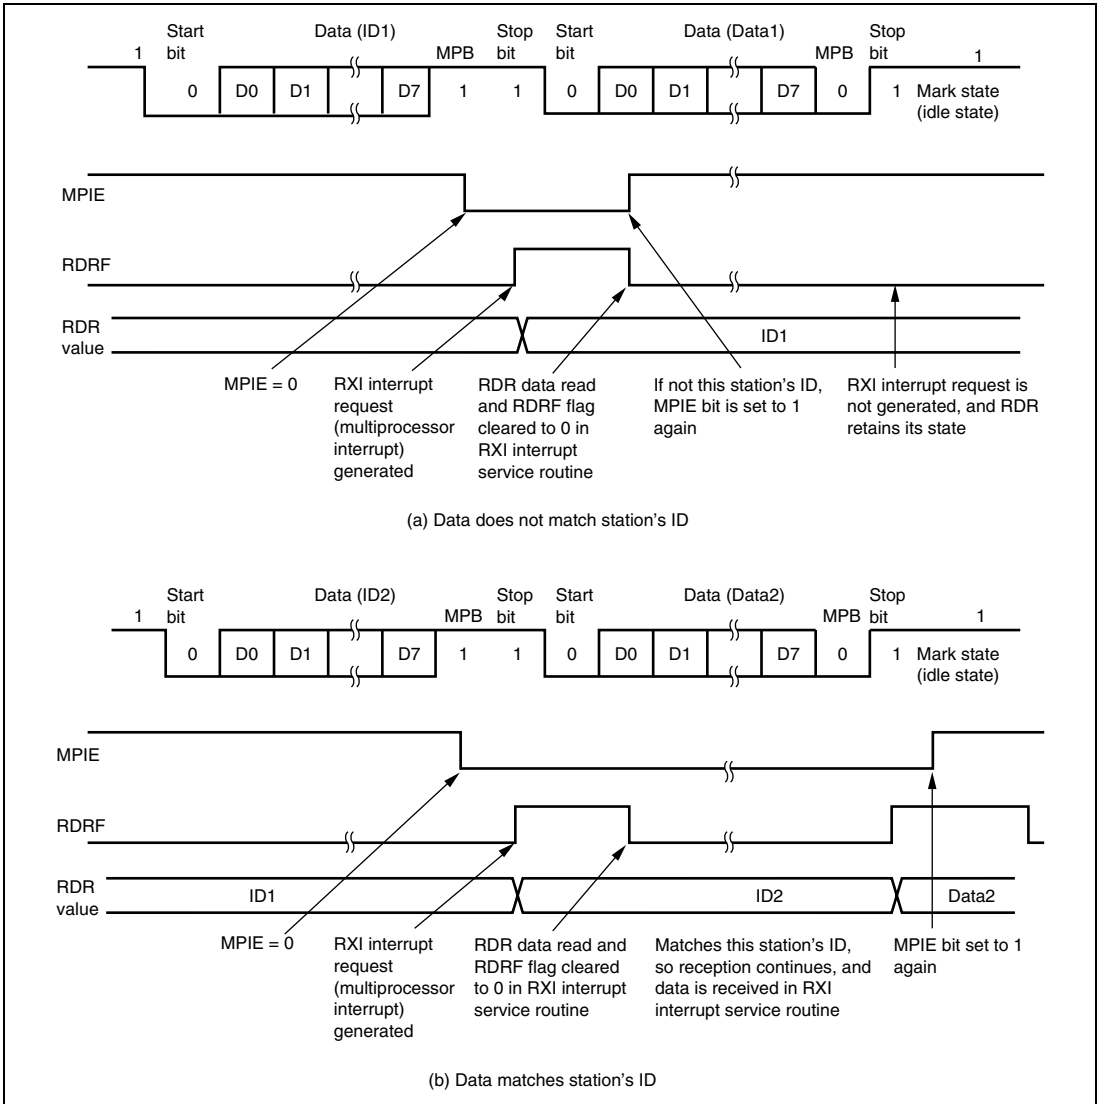 Start bit
Data (ID1)
MPB
Stop bit
Start bit
Data (Data1)
MPB
Stop bit
1
1
0 D0 D1 D7 1 1 0 D0 D1 D7 0 1 Mark state (idle state)
MPIE
RDRF
RDR value
ID1
MPIE = 0
RXI interrupt
request
(multiprocessor
interrupt)
generated
RDR data read
and RDRF flag
cleared to 0 in
RXI interrupt
service routine
If not this station's ID,
MPIE bit is set to 1
again
RXI interrupt request is
not generated, and RDR
retains its state
(a) Data does not match station's ID
Start bit
Data (ID2)
MPB
Stop bit
Start bit
Data (Data2)
MPB
Stop bit
1
1
0 D0 D1 D7 1 1 0 D0 D1 D7 0 1 Mark state (idle state)
MPIE
RDRF
RDR value
ID1
ID2
Data2
MPIE = 0
RXI interrupt
request
(multiprocessor
interrupt)
generated
RDR data read and
RDRF flag cleared
to 0 in RXI interrupt
service routine
Matches this station's ID,
so reception continues, and
data is received in RXI
interrupt service routine
MPIE bit set to 1
again
(b) Data matches station's ID